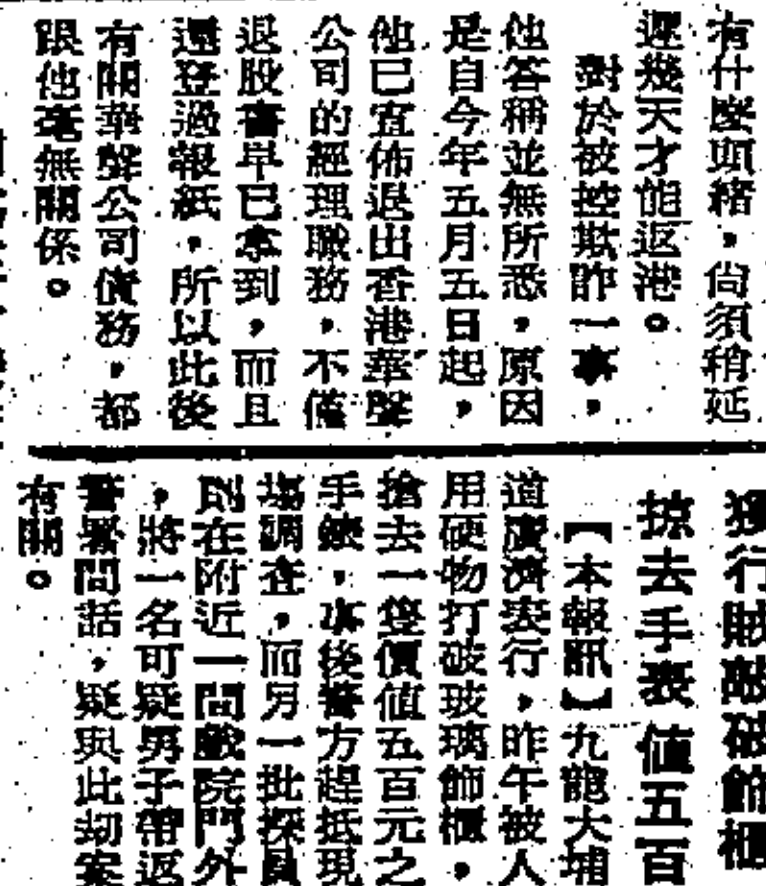 有什麽頭緒，尙須稍延
遲幾天才能返港。
對於被控欺詐一事，
他答稱並無所悉，原因
是自今年五月五日起，
他已宣佈退出香港華聲
公司的經理職務，不僅
退股書早已拿到，而且
還登過報紙，所以此後
有關華聲公司債務，都
跟他毫無關係。
獨行賊敲破飾櫃
掠去手表值五百
【本報訊】九龍大埔
道廣濟表行，昨午被人
用硬物打破玻璃飾櫃，
搶去一隻價值五百元之
手錶，事後警方趕抵現
塲調查，而另一批探員
則在附近一間戲院門外
，將一名可疑男子帶返
警署問話，疑與此刧案
有關。